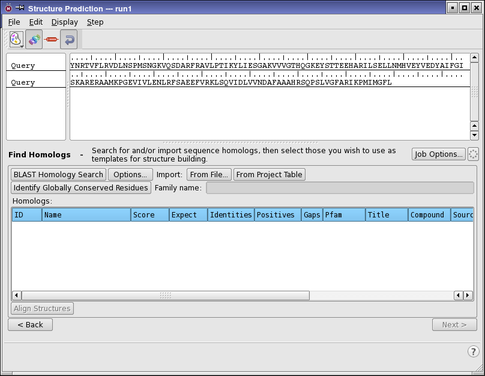 Structure Prediction --- run1
File Edit Display Step
Query YNRTVFLRVDLNSPMSNGKVQSDARFRAVLPTIKYLIESGAKVVVGTHQGKEYSTTEEHARILSELLNMHVEYVEDYAIFGI
Query SKARERAAMKPGEVIVLENLRFSAEEFVRKLSQVIDLVVNDAFAAAHRSQPSLVGFARIKPMIMGFL
Find Homologs - Search for and/or import sequence homologs, then select those you wish to use as
templates for structure building.
Job Options...
BLAST Homology Search Options... Import: From File... From Project Table
Identify Globally Conserved Residues Family name:
Homologs:
ID Name Score Expect Identities Positives Gaps Pfam Title Compound Sourc
Align Structures
< Back Next >
?